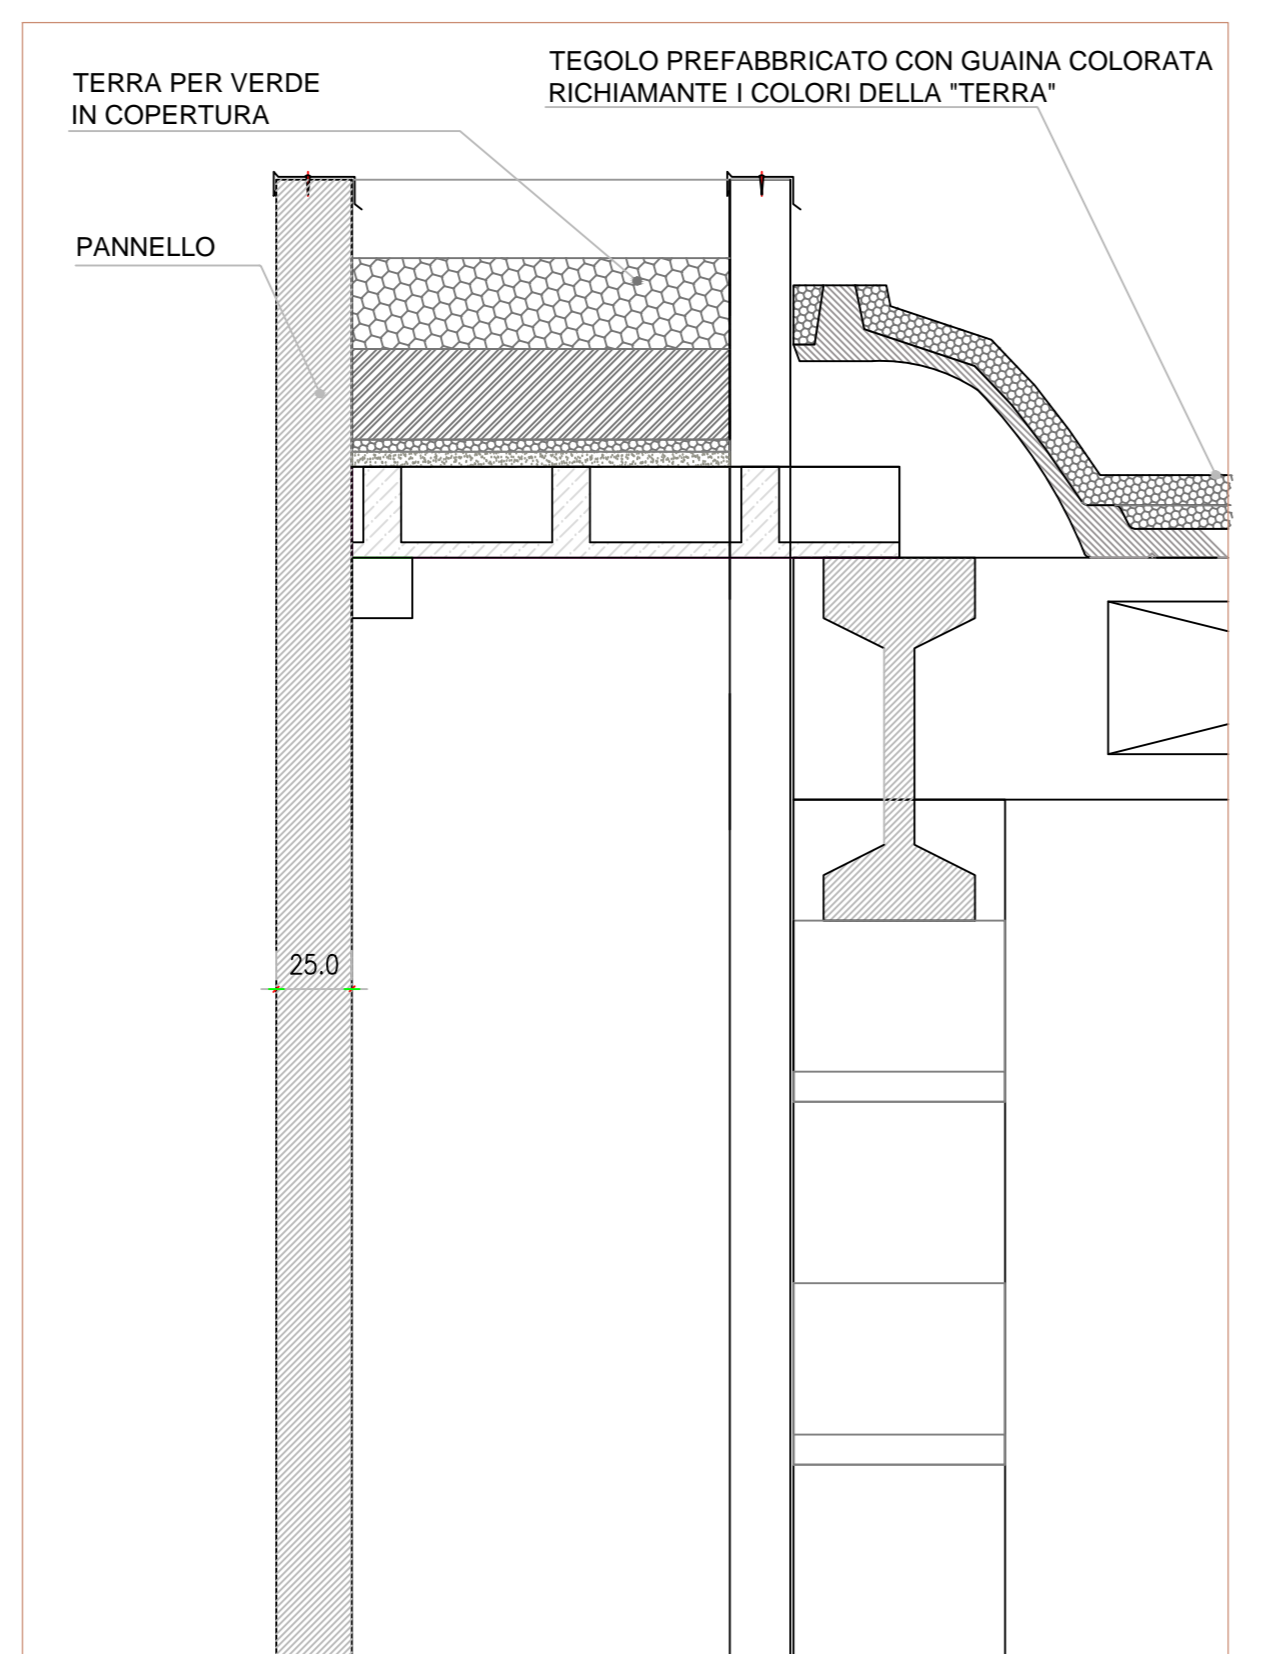 TERRA PER VERDE
IN COPERTURA
TEGOLO PREFABBRICATO CON GUAINA COLORATA
RICHIAMANTE I COLORI DELLA "TERRA"
PANNELLO
25.0